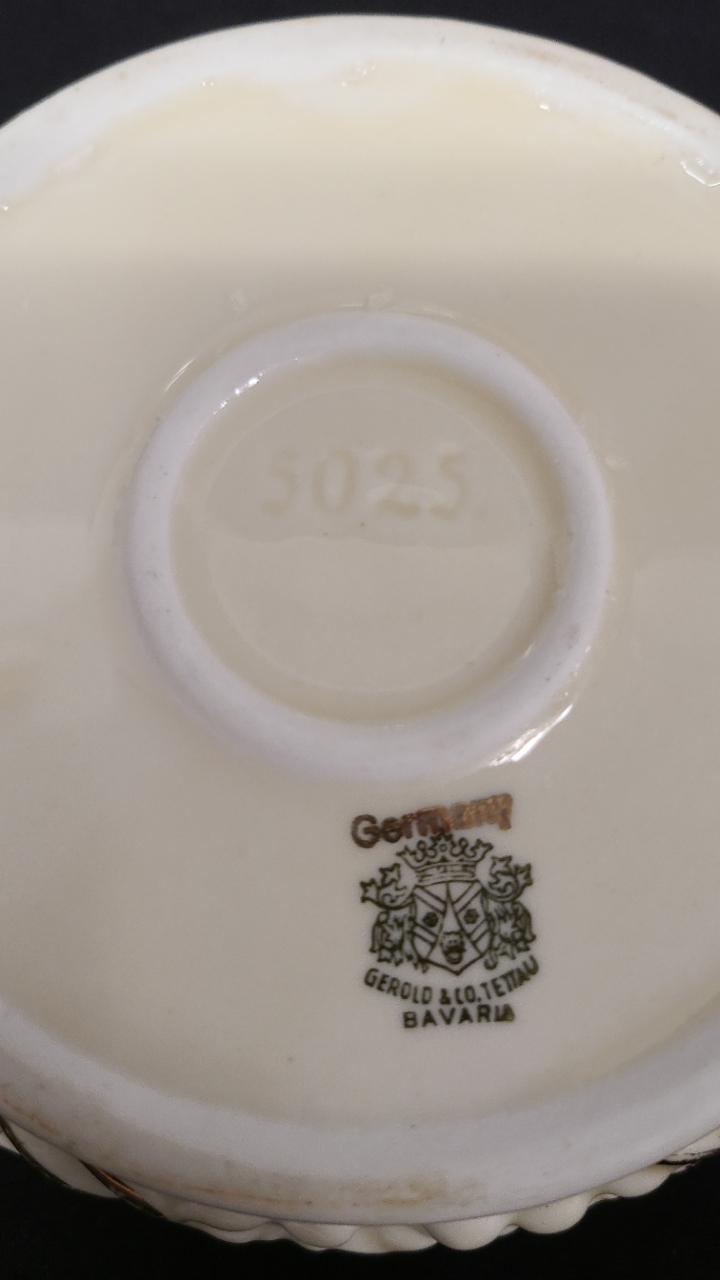 5025
Germany
GEROLD & CO. TETTAU
BAVARIA